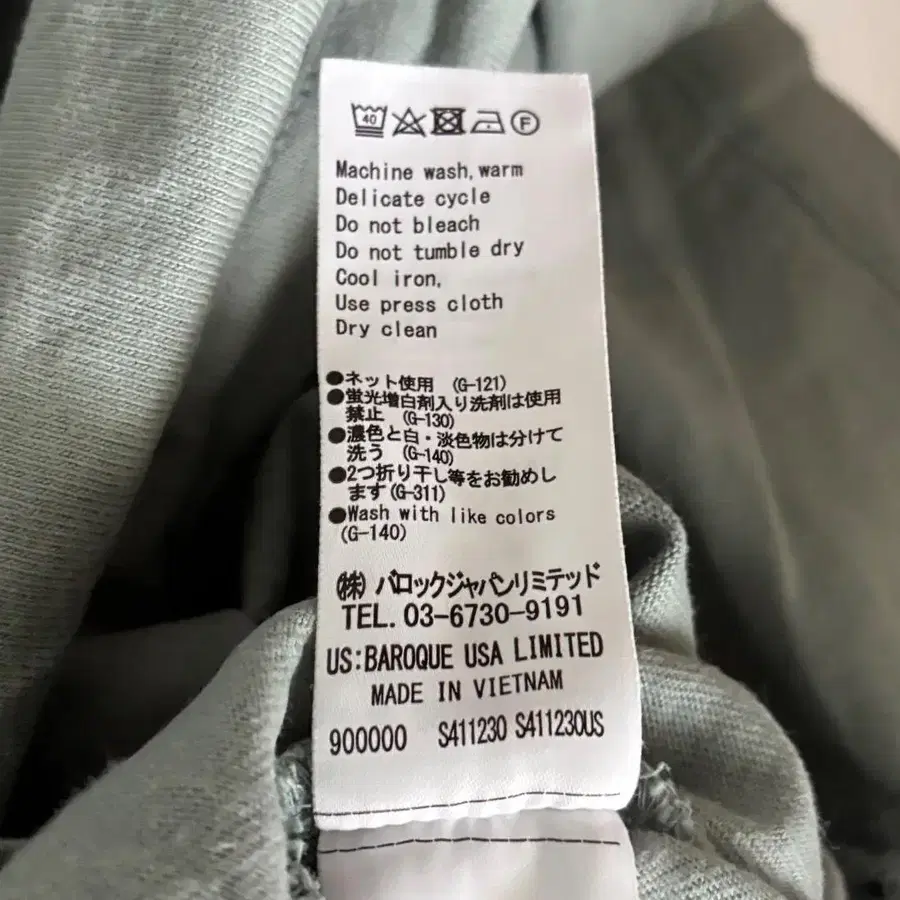 40 F
Machine wash, warm
Delicate cycle
Do not bleach
Do not tumble dry
Cool iron,
Use press cloth
Dry clean
●ネット使用 (G-121)
●蛍光増白剤入り洗剤は使用
禁止 (G-130)
●濃色と白・淡色物は分けて
洗う (G-140)
●2つ折り干し等をお勧めし
ます(G-311)
●Wash with like colors
(G-140)
㈱ バロックジャパンリミテッド
TEL. 03-6730-9191
US:BAROQUE USA LIMITED
MADE IN VIETNAM
900000 S411230 S411230US